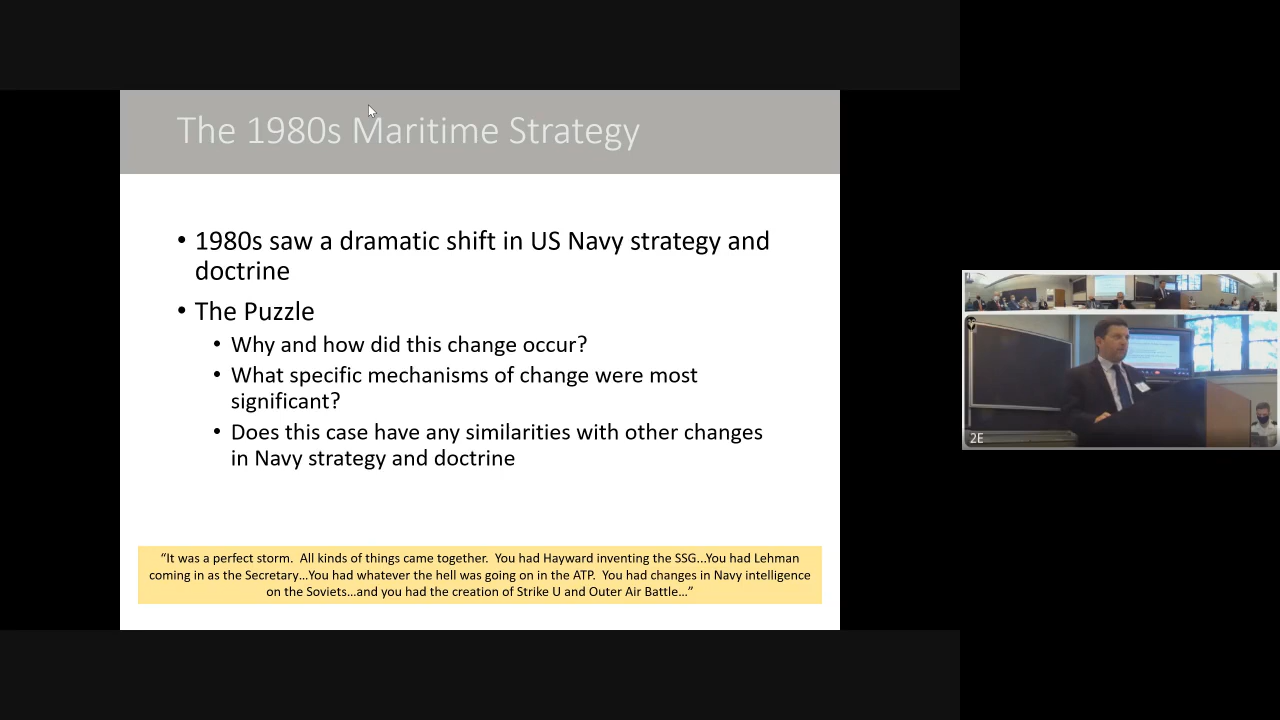 The 1980s Maritime Strategy
• 1980s saw a dramatic shift in US Navy strategy and
doctrine
• The Puzzle
• Why and how did this change occur?
• What specific mechanisms of change were most
significant?
• Does this case have any similarities with other changes
in Navy strategy and doctrine
“It was a perfect storm.  All kinds of things came together.  You had Hayward inventing the SSG…You had Lehman
coming in as the Secretary…You had whatever the hell was going on in the ATP.  You had changes in Navy intelligence
on the Soviets…and you had the creation of Strike U and Outer Air Battle…”
2E